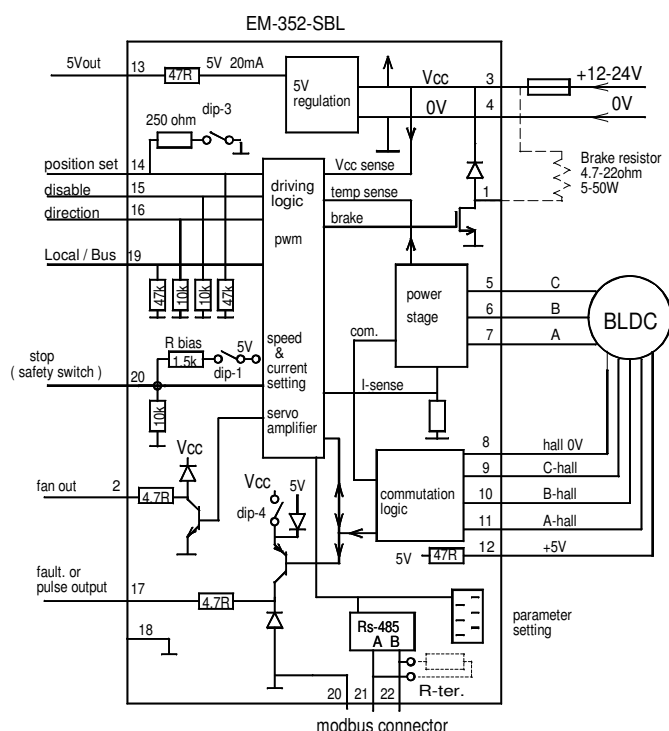 EM-352-SBL
5Vout
13
47R
5V 20mA
5V
regulation
Vcc
3
+12-24V
0V
4
0V
250 ohm
dip-3
Brake resistor
4.7-22ohm
5-50W
position set
14
disable
15
direction
16
Local / Bus
19
47k
10k
10k
47k
driving
logic
pwm
speed
&
current
setting
servo
amplifier
Vcc sense
temp sense
brake
1
power
stage
5
C
6
B
7
A
BLDC
com.
I-sense
R bias
1.5k
5V
dip-1
stop
( safety switch )
20
10k
Vcc
fan out
2
4.7R
Vcc
5V
dip-4
commutation
logic
8
hall 0V
9
C-hall
10
B-hall
11
A-hall
5V
47R
12
+5V
fault. or
pulse output
17
4.7R
18
Rs-485
A B
parameter
setting
R-ter.
20
21
22
modbus connector